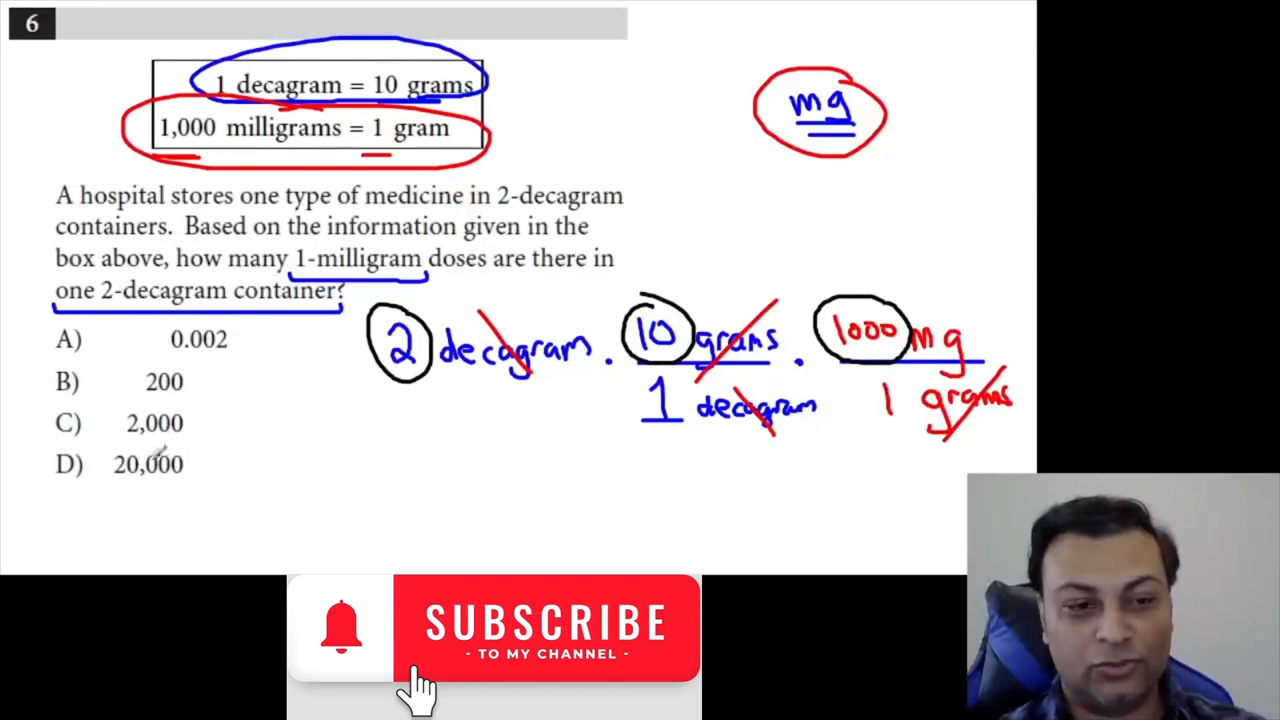 6
1 decagram = 10 grams
1,000 milligrams = 1 gram
mg
A hospital stores one type of medicine in 2-decagram
containers. Based on the information given in the
box above, how many 1-milligram doses are there in
one 2-decagram container?
A) 0.002
B) 200
C) 2,000
D) 20,000
2 decagram . 10 grams . 1000 mg
1 decagram 1 grams
SUBSCRIBE
- TO MY CHANNEL -